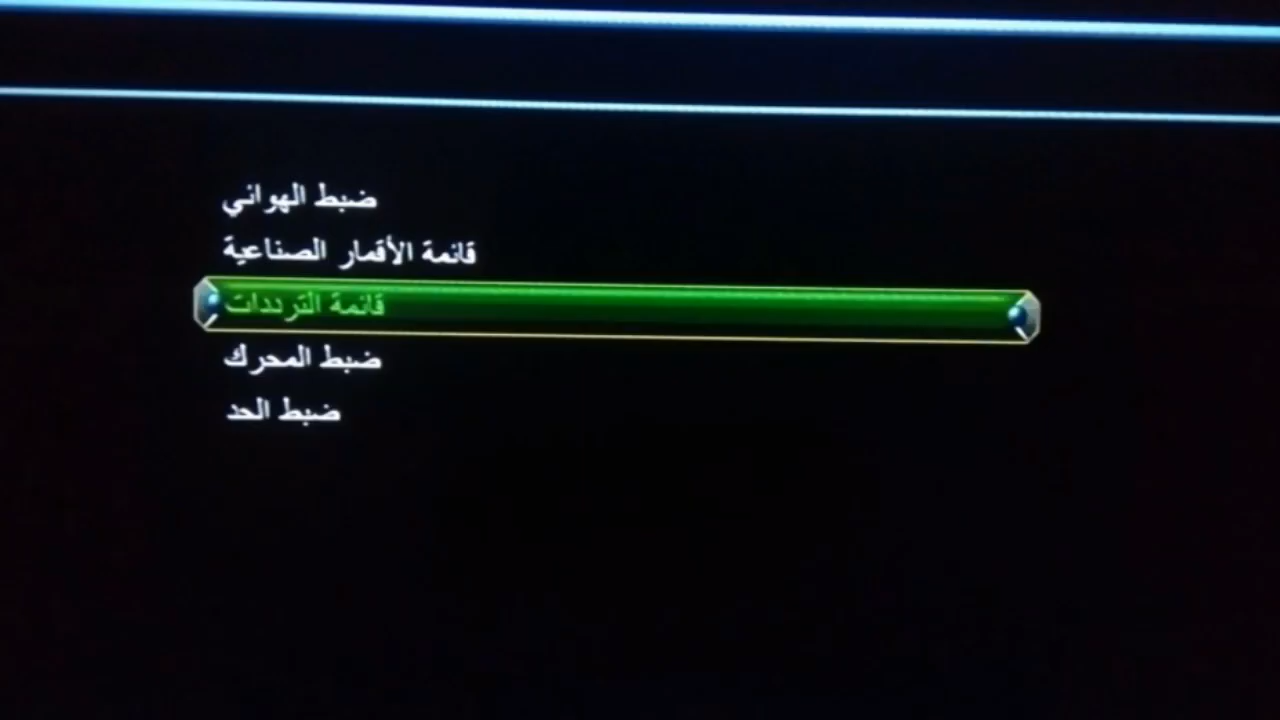 ضبط الهوائي
قائمة الأقمار الصناعية
قائمة الترددات
ضبط المحرك
ضبط الحد